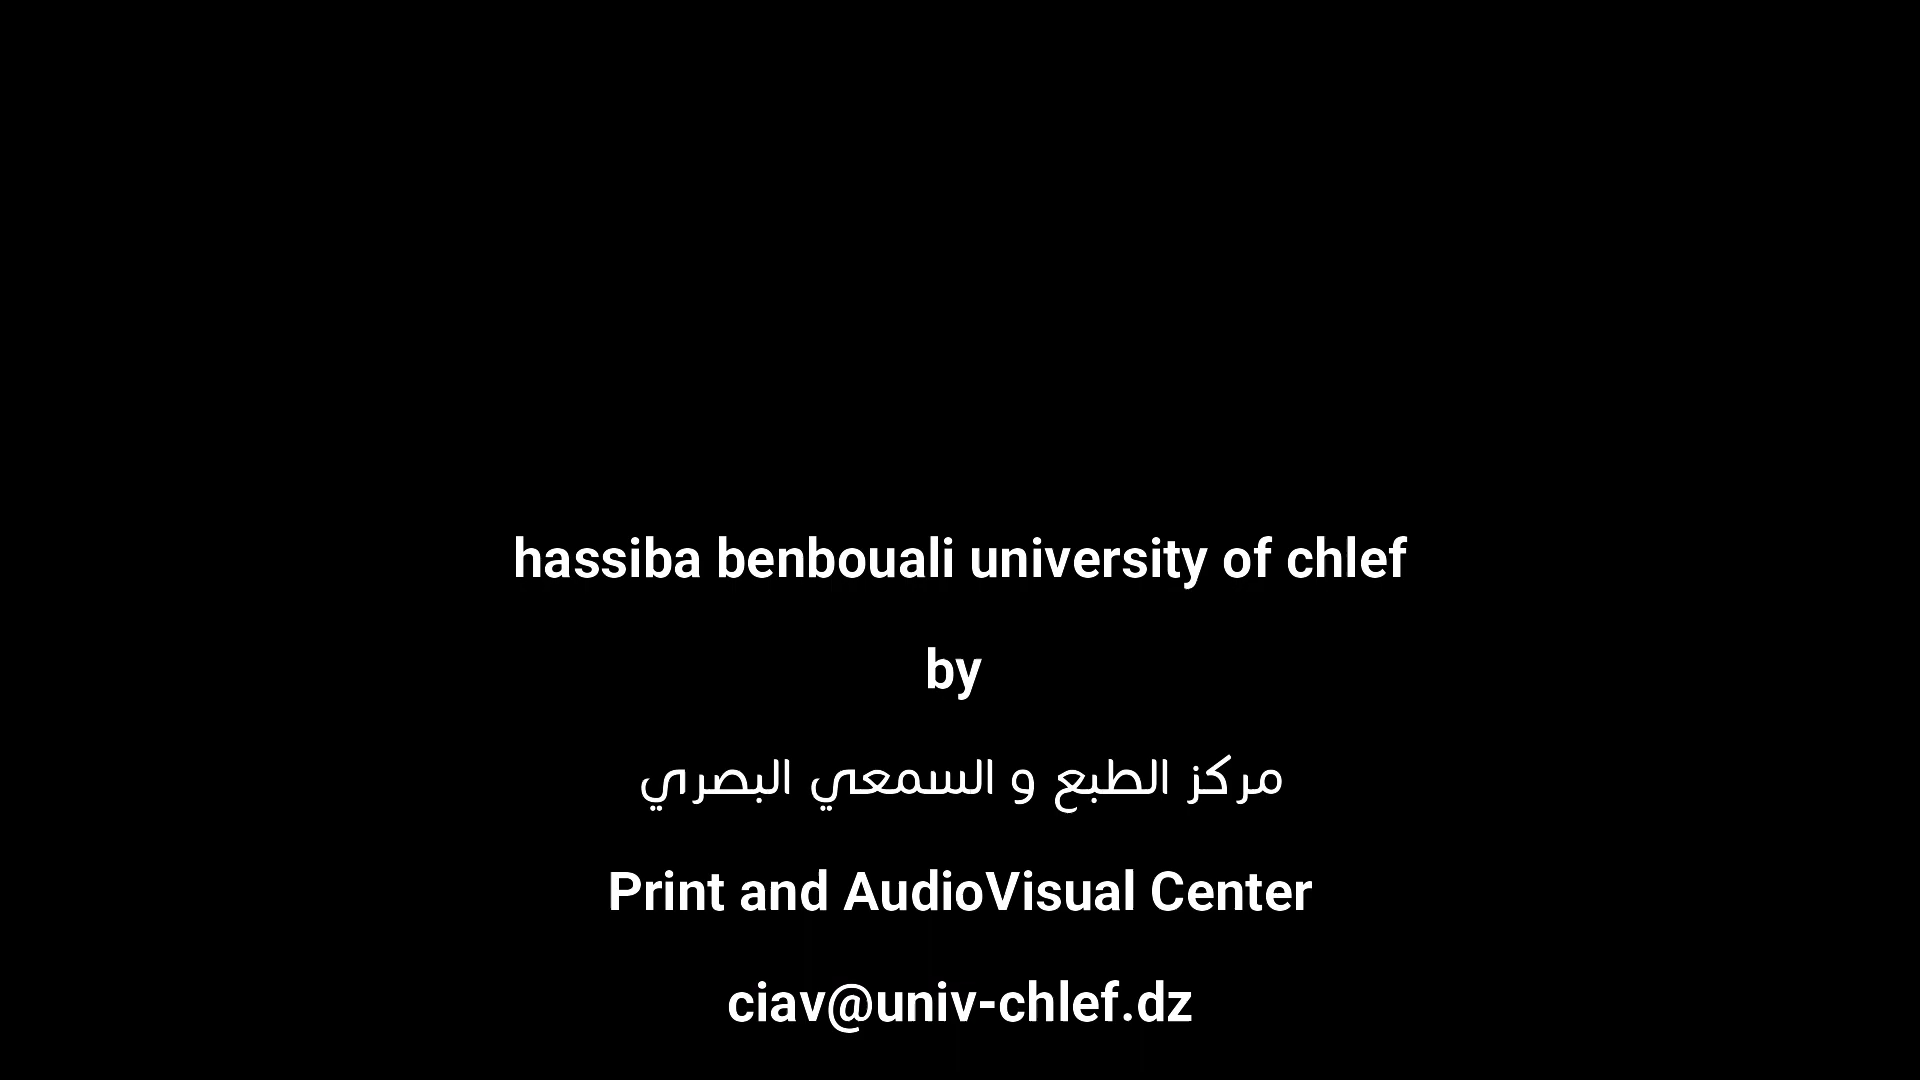 hassiba benbouali university of chlef
by
مركز الطبع و السمعي البصري
Print and AudioVisual Center
ciav@univ-chlef.dz